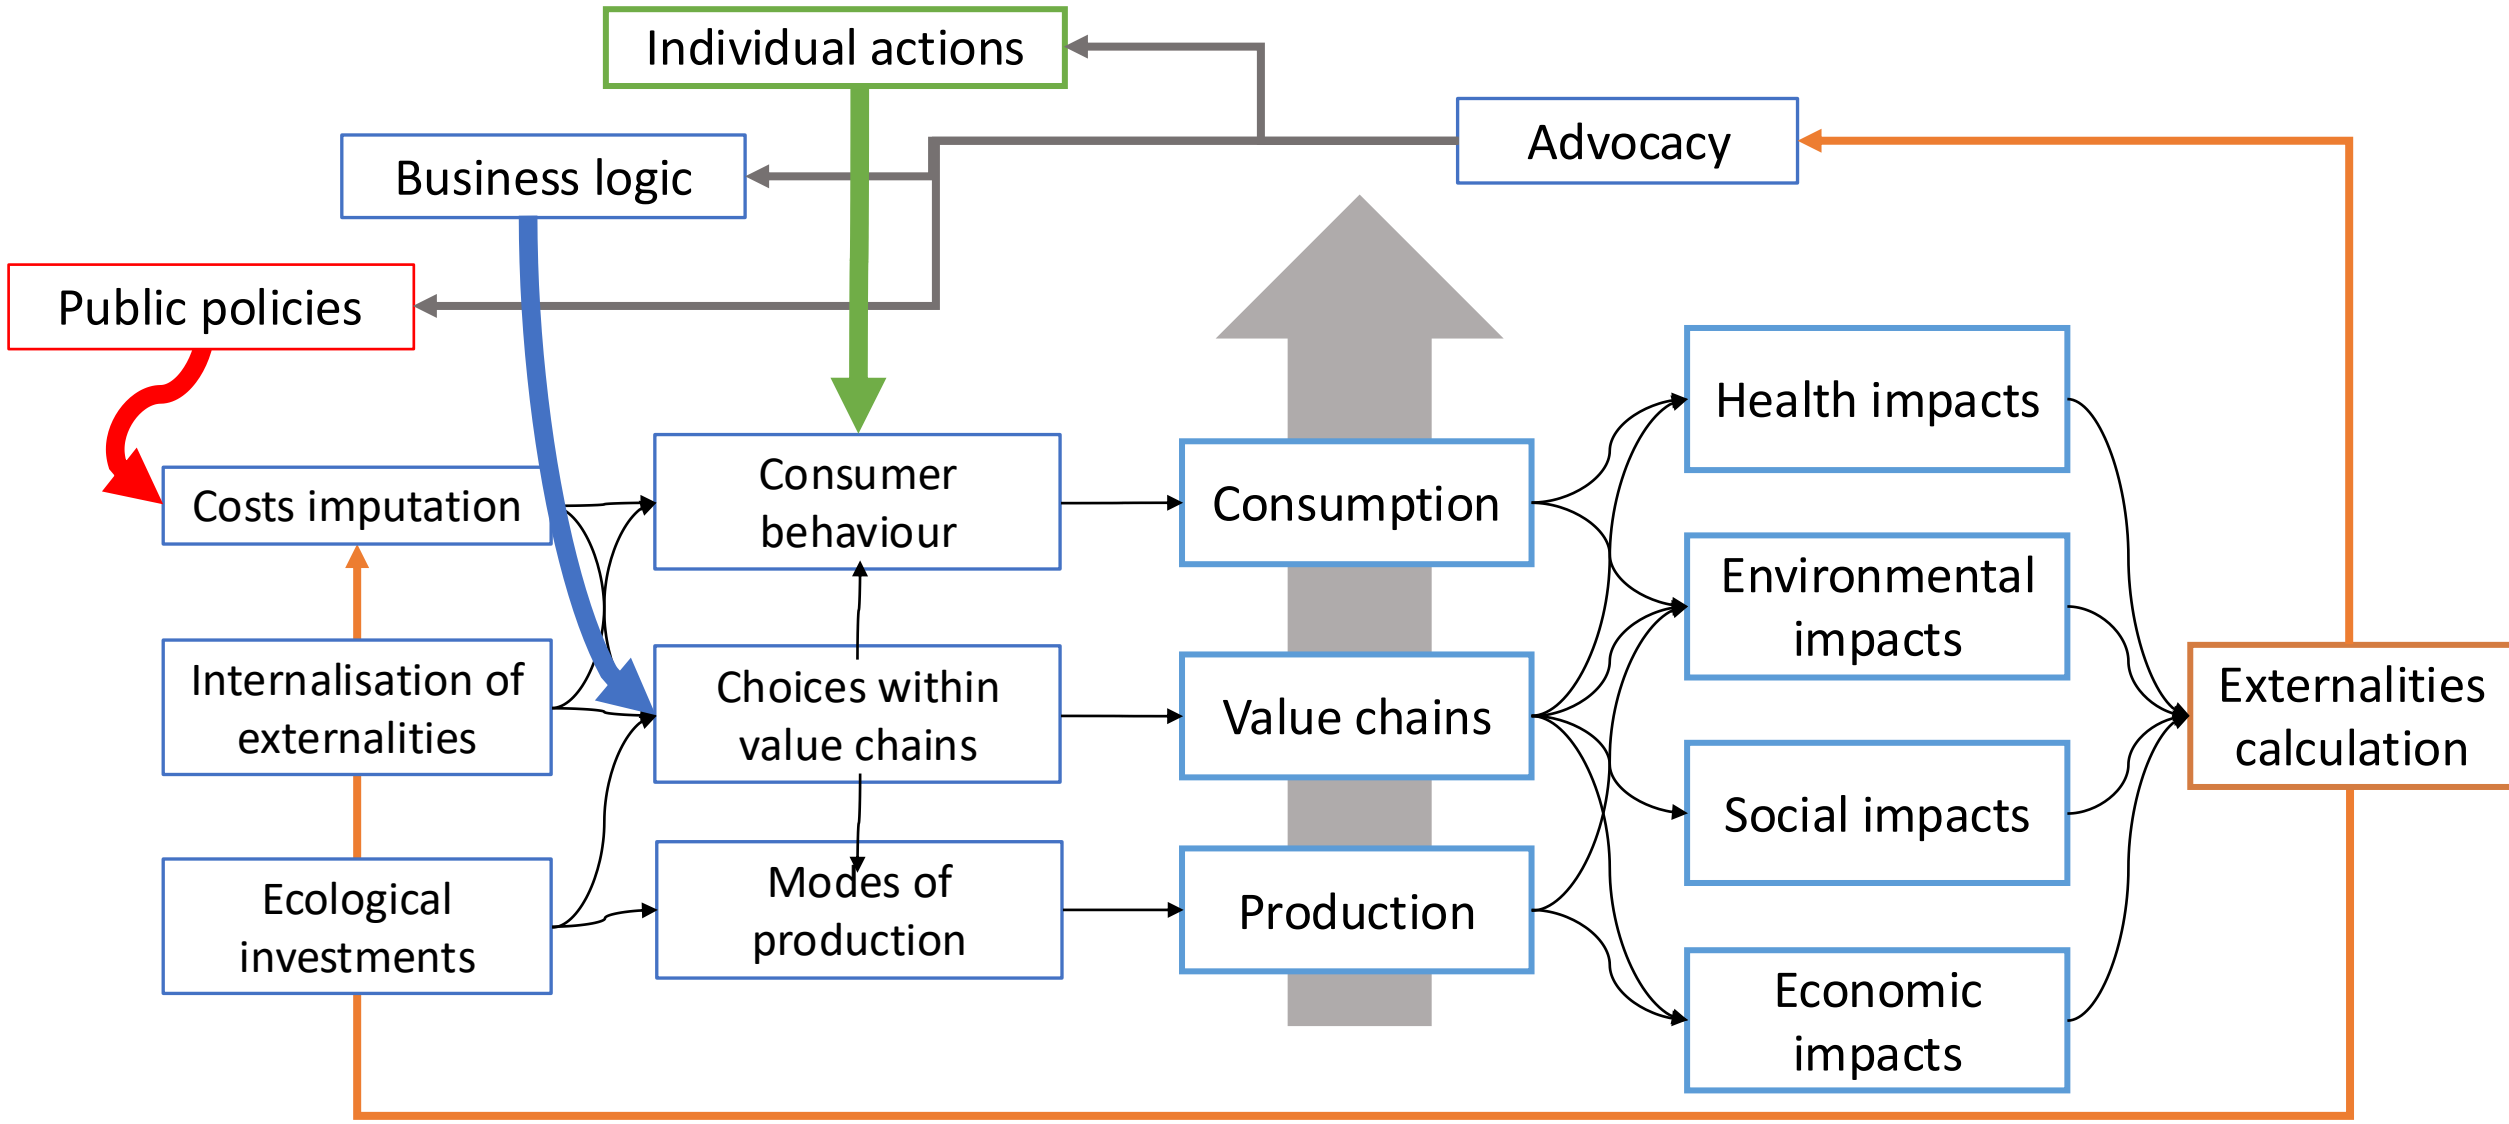 Individual actions
Advocacy
Business logic
Public policies
Health impacts
Consumer
behaviour
Costs imputation
Consumption
Environmental
impacts
Internalisation of
externalities
Choices within
value chains
Value chains
Externalities
calculation
Social impacts
Ecological
investments
Modes of
production
Production
Economic
impacts